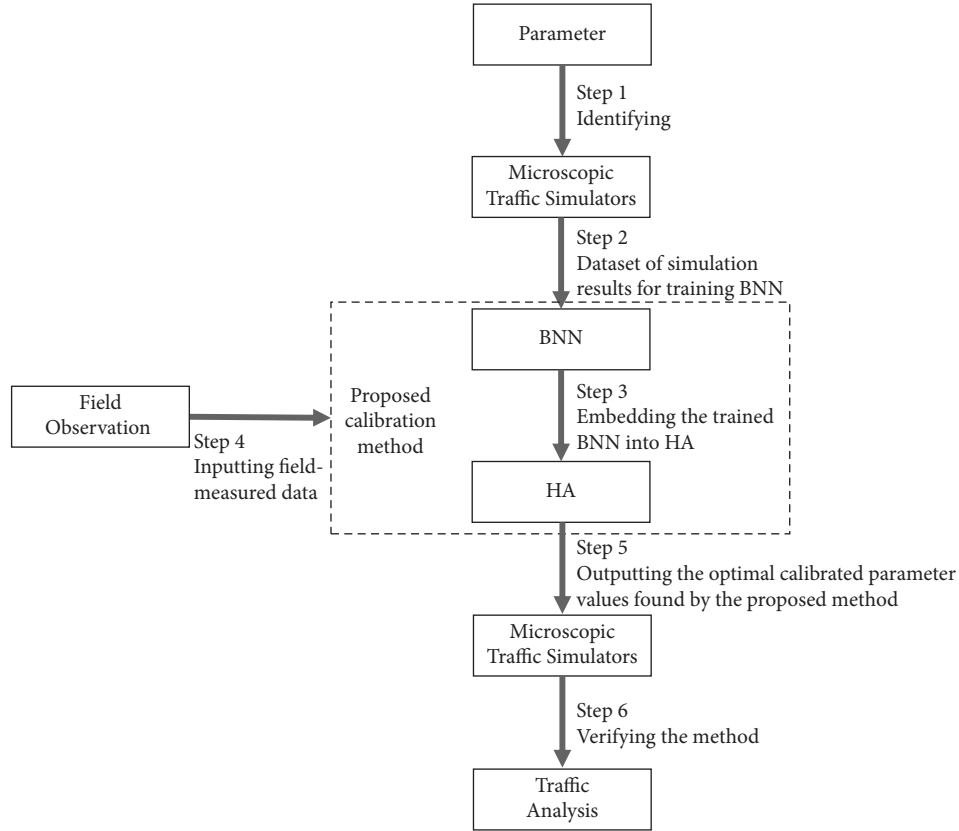 Parameter
Step 1
Identifying
Microscopic
Traffic Simulators
Step 2
Dataset of simulation
results for training BNN
BNN
Step 3
Embedding the trained
BNN into HA
Proposed
calibration
method
Field
Observation
Step 4
Inputting field-
measured data
HA
Step 5
Outputting the optimal calibrated parameter
values found by the proposed method
Microscopic
Traffic Simulators
Step 6
Verifying the method
Traffic
Analysis